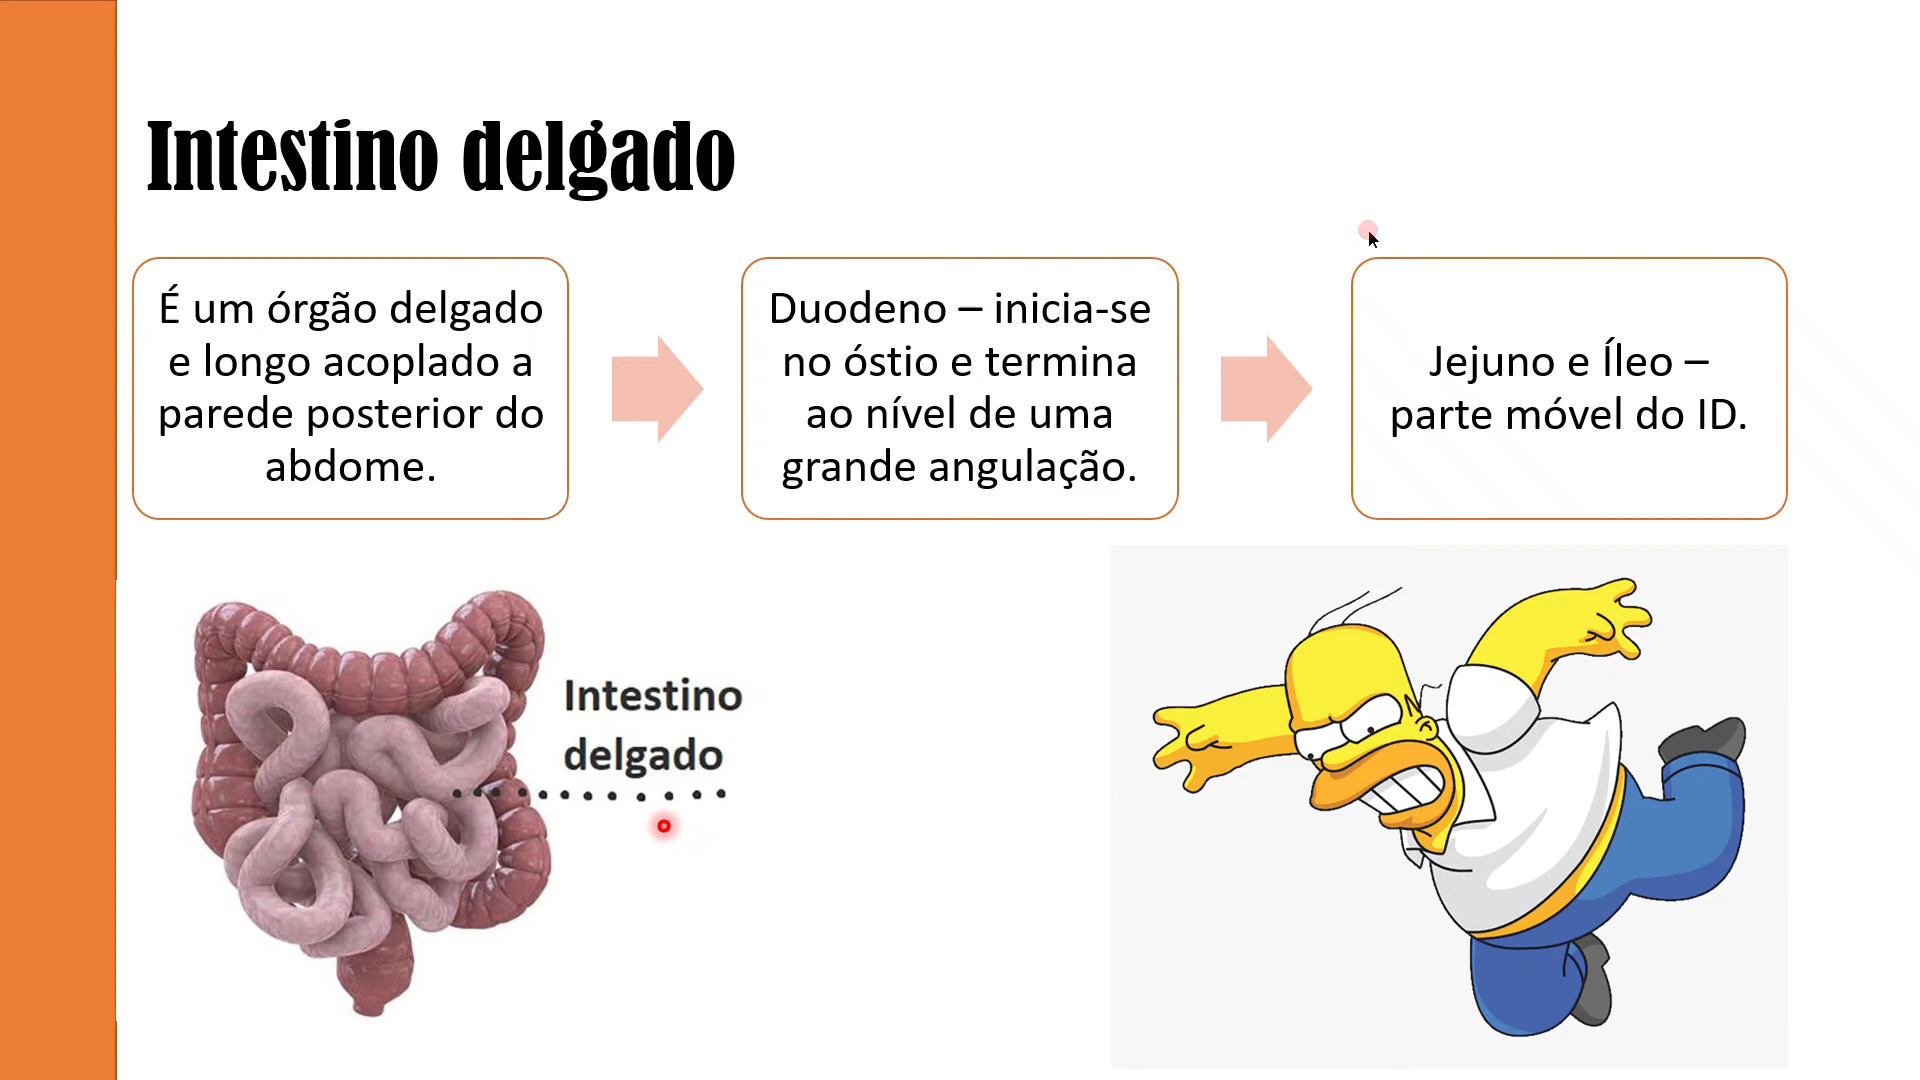 Intestino delgado
É um órgão delgado
e longo acoplado a
parede posterior do
abdome.
Duodeno – inicia-se
no óstio e termina
ao nível de uma
grande angulação.
Jejuno e Íleo –
parte móvel do ID.
Intestino
delgado